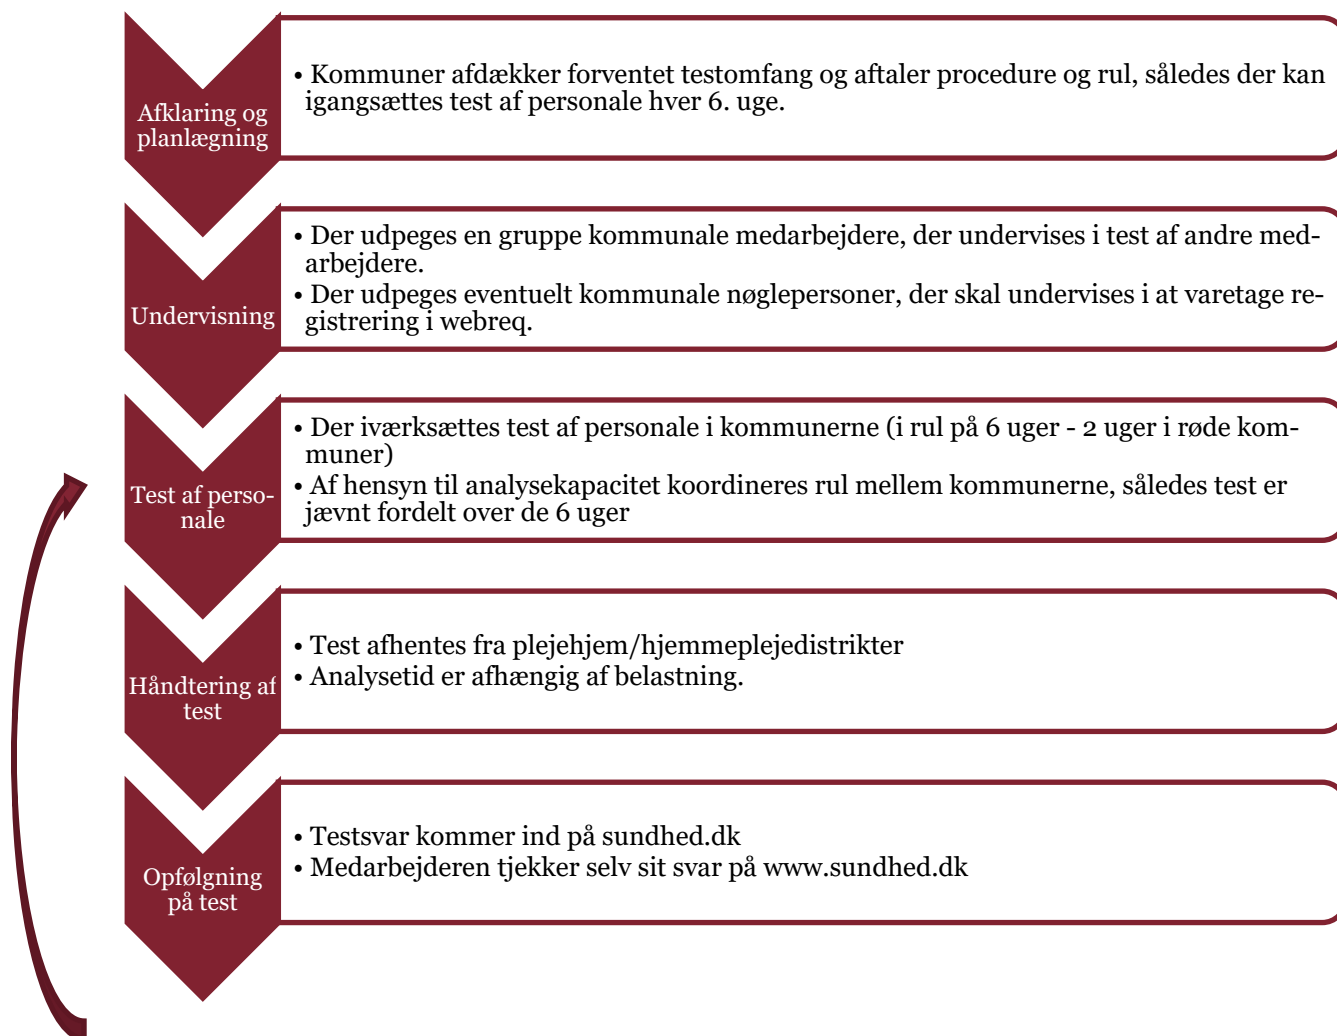 Afklaring og
planlægning
• Kommuner afdækker forventet testomfang og aftaler procedure og rul, således der kan
igangsættes test af personale hver 6. uge.
Undervisning
• Der udpeges en gruppe kommunale medarbejdere, der undervises i test af andre med-
arbejdere.
• Der udpeges eventuelt kommunale nøglepersoner, der skal undervises i at varetage re-
gistrering i webreq.
Test af perso-
nale
• Der iværksættes test af personale i kommunerne (i rul på 6 uger - 2 uger i røde kom-
muner)
• Af hensyn til analysekapacitet koordineres rul mellem kommunerne, således test er
jævnt fordelt over de 6 uger
Håndtering af
test
• Test afhentes fra plejehjem/hjemmeplejedistrikter
• Analysetid er afhængig af belastning.
Opfølgning
på test
• Testsvar kommer ind på sundhed.dk
• Medarbejderen tjekker selv sit svar på www.sundhed.dk